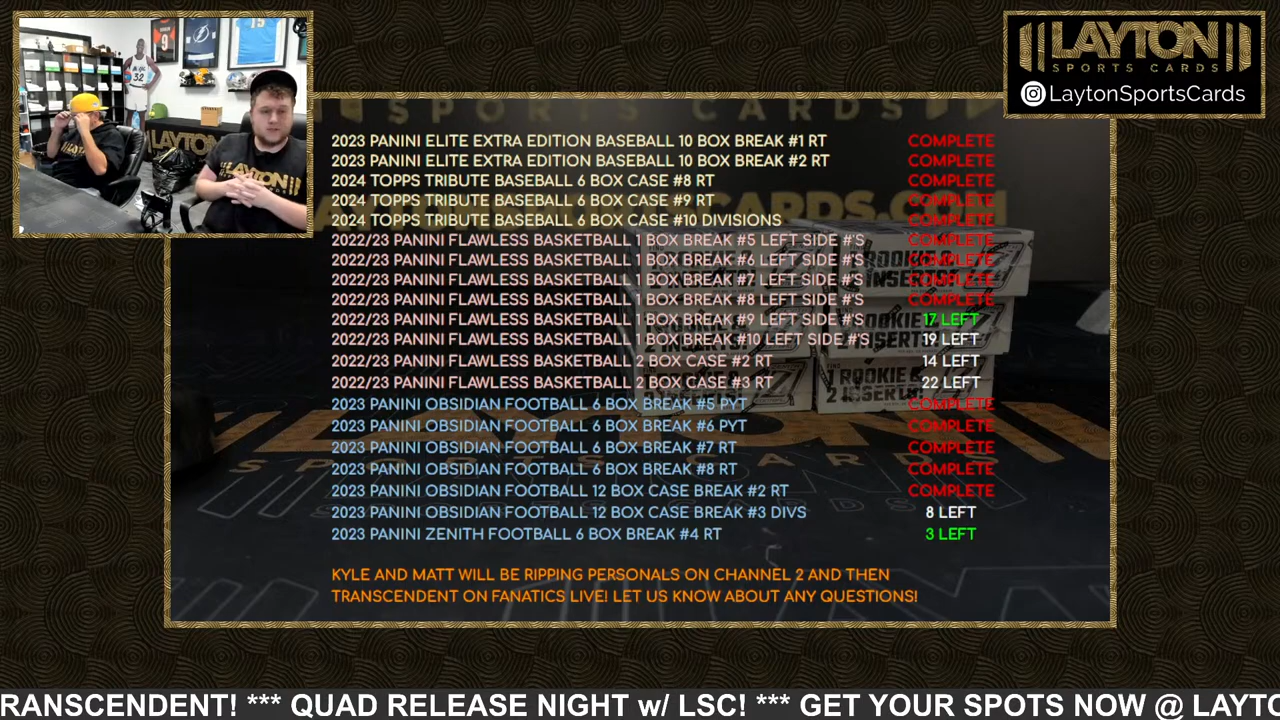 LAYTON
SPORTS CARDS
LaytonSportsCards
2023 PANINI ELITE EXTRA EDITION BASEBALL 10 BOX BREAK #1 RT COMPLETE
2023 PANINI ELITE EXTRA EDITION BASEBALL 10 BOX BREAK #2 RT COMPLETE
2024 TOPPS TRIBUTE BASEBALL 6 BOX CASE #8 RT COMPLETE
2024 TOPPS TRIBUTE BASEBALL 6 BOX CASE #9 RT COMPLETE
2024 TOPPS TRIBUTE BASEBALL 6 BOX CASE #10 DIVISIONS COMPLETE
2022/23 PANINI FLAWLESS BASKETBALL 1 BOX BREAK #5 LEFT SIDE #'S COMPLETE
2022/23 PANINI FLAWLESS BASKETBALL 1 BOX BREAK #6 LEFT SIDE #'S COMPLETE
2022/23 PANINI FLAWLESS BASKETBALL 1 BOX BREAK #7 LEFT SIDE #'S COMPLETE
2022/23 PANINI FLAWLESS BASKETBALL 1 BOX BREAK #8 LEFT SIDE #'S COMPLETE
2022/23 PANINI FLAWLESS BASKETBALL 1 BOX BREAK #9 LEFT SIDE #'S 17 LEFT
2022/23 PANINI FLAWLESS BASKETBALL 1 BOX BREAK #10 LEFT SIDE #'S 19 LEFT
2022/23 PANINI FLAWLESS BASKETBALL 2 BOX CASE #2 RT 14 LEFT
2022/23 PANINI FLAWLESS BASKETBALL 2 BOX CASE #3 RT 22 LEFT
2023 PANINI OBSIDIAN FOOTBALL 6 BOX BREAK #5 PYT COMPLETE
2023 PANINI OBSIDIAN FOOTBALL 6 BOX BREAK #6 PYT COMPLETE
2023 PANINI OBSIDIAN FOOTBALL 6 BOX BREAK #7 RT COMPLETE
2023 PANINI OBSIDIAN FOOTBALL 6 BOX BREAK #8 RT COMPLETE
2023 PANINI OBSIDIAN FOOTBALL 12 BOX CASE BREAK #2 RT COMPLETE
2023 PANINI OBSIDIAN FOOTBALL 12 BOX CASE BREAK #3 DIVS 8 LEFT
2023 PANINI ZENITH FOOTBALL 6 BOX BREAK #4 RT 3 LEFT
KYLE AND MATT WILL BE RIPPING PERSONALS ON CHANNEL 2 AND THEN
TRANSCENDENT ON FANATICS LIVE! LET US KNOW ABOUT ANY QUESTIONS!
RANSCENDENT! *** QUAD RELEASE NIGHT w/ LSC! *** GET YOUR SPOTS NOW @ LAYTO